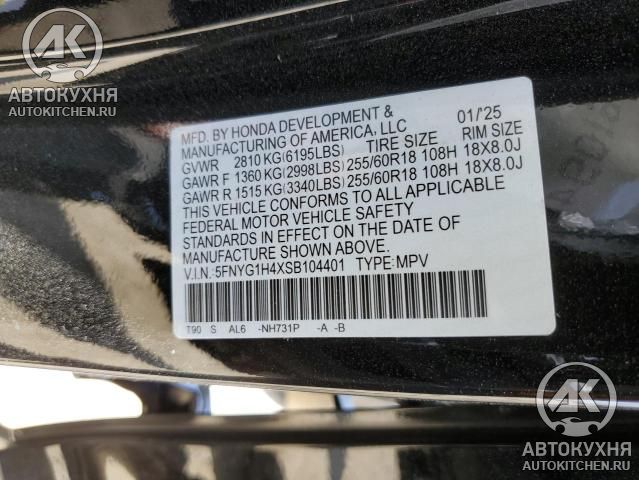 АК
АВТОКУХНЯ
AUTOKITCHEN.RU
MFD. BY HONDA DEVELOPMENT &
MANUFACTURING OF AMERICA, LLC 01/'25
GVWR 2810 KG(6195LBS) TIRE SIZE RIM SIZE
GAWR F 1360 KG(2998LBS) 255/60R18 108H 18X8.0J
GAWR R 1515 KG(3340LBS) 255/60R18 108H 18X8.0J
THIS VEHICLE CONFORMS TO ALL APPLICABLE
FEDERAL MOTOR VEHICLE SAFETY
STANDARDS IN EFFECT ON THE DATE OF
MANUFACTURE SHOWN ABOVE.
V.I.N.:5FNYG1H4XSB104401 TYPE:MPV
T90 S AL6 -NH731P -A -B
АК
АВТОКУХНЯ
AUTOKITCHEN.RU